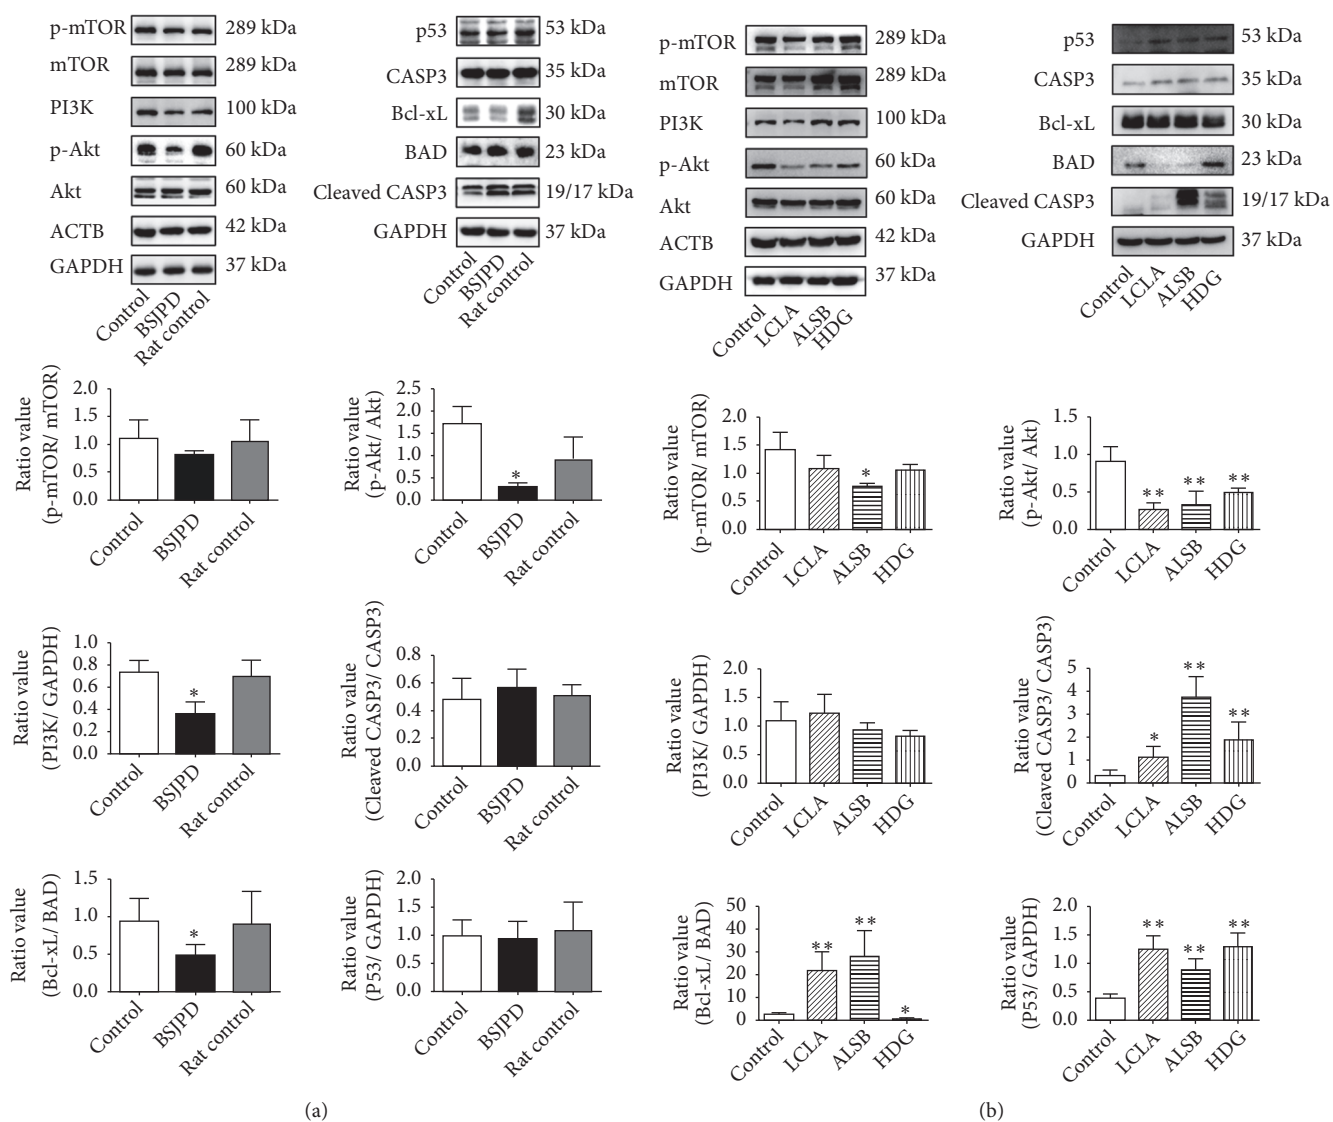 p-mTOR 289 kDa
mTOR 289 kDa
PI3K 100 kDa
p-Akt 60 kDa
Akt 60 kDa
ACTB 42 kDa
GAPDH 37 kDa
Control BSJPD Rat control
p53 53 kDa
CASP3 35 kDa
Bcl-xL 30 kDa
BAD 23 kDa
Cleaved CASP3 19/17 kDa
GAPDH 37 kDa
Control BSJPD Rat control
p-mTOR 289 kDa
mTOR 289 kDa
PI3K 100 kDa
p-Akt 60 kDa
Akt 60 kDa
ACTB 42 kDa
GAPDH 37 kDa
Control LCLA ALSB HDG
p53 53 kDa
CASP3 35 kDa
Bcl-xL 30 kDa
BAD 23 kDa
Cleaved CASP3 19/17 kDa
GAPDH 37 kDa
Control LCLA ALSB HDG
Ratio value
(p-mTOR/ mTOR)
2.0
1.5
1.0
0.5
0.0
Control BSJPD Rat control
Ratio value
(p-Akt/ Akt)
2.5
2.0
1.5
1.0
0.5
0.0
*
Control BSJPD Rat control
Ratio value
(p-mTOR/ mTOR)
2.0
1.5
1.0
0.5
0.0
*
Control LCLA ALSB HDG
Ratio value
(p-Akt/ Akt)
1.5
1.0
0.5
0.0
** ** **
Control LCLA ALSB HDG
Ratio value
(PI3K/ GAPDH)
1.0
0.8
0.6
0.4
0.2
0.0
*
Control BSJPD Rat control
Ratio value
(Cleaved CASP3/ CASP3)
0.8
0.6
0.4
0.2
0.0
Control BSJPD Rat control
Ratio value
(PI3K/ GAPDH)
2.0
1.5
1.0
0.5
0.0
Control LCLA ALSB HDG
Ratio value
(Cleaved CASP3/ CASP3)
5
4
3
2
1
0
* ** **
Control LCLA ALSB HDG
Ratio value
(Bcl-xL/ BAD)
1.5
1.0
0.5
0.0
*
Control BSJPD Rat control
Ratio value
(P53/ GAPDH)
2.0
1.5
1.0
0.5
0.0
Control BSJPD Rat control
Ratio value
(Bcl-xL/ BAD)
50
40
30
20
10
0
** ** *
Control LCLA ALSB HDG
Ratio value
(P53/ GAPDH)
2.0
1.5
1.0
0.5
0.0
** ** **
Control LCLA ALSB HDG
(a)
(b)